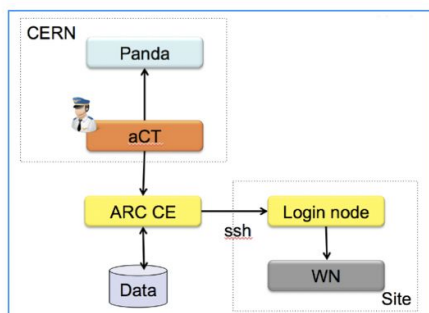 CERN
Panda
aCT
ARC CE
ssh
Login node
Data
WN
Site